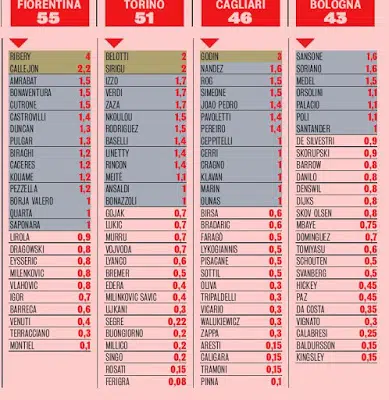 FIORENTINA
55
RIBERY 4
CALLEJON 2,2
AMRABAT 1,5
BONAVENTURA 1,5
CUTRONE 1,5
CASTROVILLI 1,4
DUNCAN 1,3
PULGAR 1,3
BIRAGHI 1,2
CACERES 1,2
KOUAME 1,2
PEZZELLA 1,2
BORJA VALERO 1
QUARTA 1
SAPONARA 1
LIROLA 0,9
DRAGOWSKI 0,8
EYSSERIC 0,8
MILENKOVIC 0,8
VLAHOVIC 0,8
IGOR 0,7
BARRECA 0,6
VENUTI 0,4
TERRACCIANO 0,3
MONTIEL 0,1
TORINO
51
BELOTTI 2
SIRIGU 2
IZZO 1,7
VERDI 1,7
ZAZA 1,7
NKOULOU 1,5
RODRIGUEZ 1,5
BASELLI 1,4
LINETTY 1,4
RINCON 1,4
MEITÈ 1,1
ANSALDI 1
BONAZZOLI 1
GOJAK 0,7
LUKIC 0,7
MURRU 0,7
VOJVODA 0,7
LYANCO 0,6
BREMER 0,5
EDERA 0,4
MILINKOVIC SAVIC 0,4
UJKANI 0,3
SEGRE 0,22
BUONGIORNO 0,2
MILLICO 0,2
SINGO 0,2
ROSATI 0,15
FERIGRA 0,08
CAGLIARI
46
GODIN 3
NANDEZ 1,6
ROG 1,5
SIMEONE 1,5
JOAO PEDRO 1,4
PAVOLETTI 1,4
PEREIRO 1,4
CEPPITELLI 1
CERRI 1
CRAGNO 1
KLAVAN 1
MARIN 1
OUNAS 1
BIRSA 0,6
BRADARIC 0,6
FARAGO 0,5
LYKOGIANNIS 0,5
PISACANE 0,5
SOTTIL 0,5
OLIVA 0,3
TRIPALDELLI 0,3
VICARIO 0,3
WALUKIEWICZ 0,3
ZAPPA 0,3
ARESTI 0,15
CALIGARA 0,15
TRAMONI 0,15
PINNA 0,1
BOLOGNA
43
SANSONE 1,6
SORIANO 1,6
MEDEL 1,5
ORSOLINI 1,1
PALACIO 1,1
POLI 1,1
SANTANDER 1
DE SILVESTRI 0,9
SKORUPSKI 0,9
BARROW 0,8
DANILO 0,8
DENSWIL 0,8
DIJKS 0,8
SKOV OLSEN 0,8
MBAYE 0,75
DOMINGUEZ 0,7
TOMIYASU 0,6
SCHOUTEN 0,5
SVANBERG 0,5
HICKEY 0,45
PAZ 0,45
DA COSTA 0,35
VIGNATO 0,3
CALABRESI 0,25
BALDURSSON 0,15
KINGSLEY 0,15